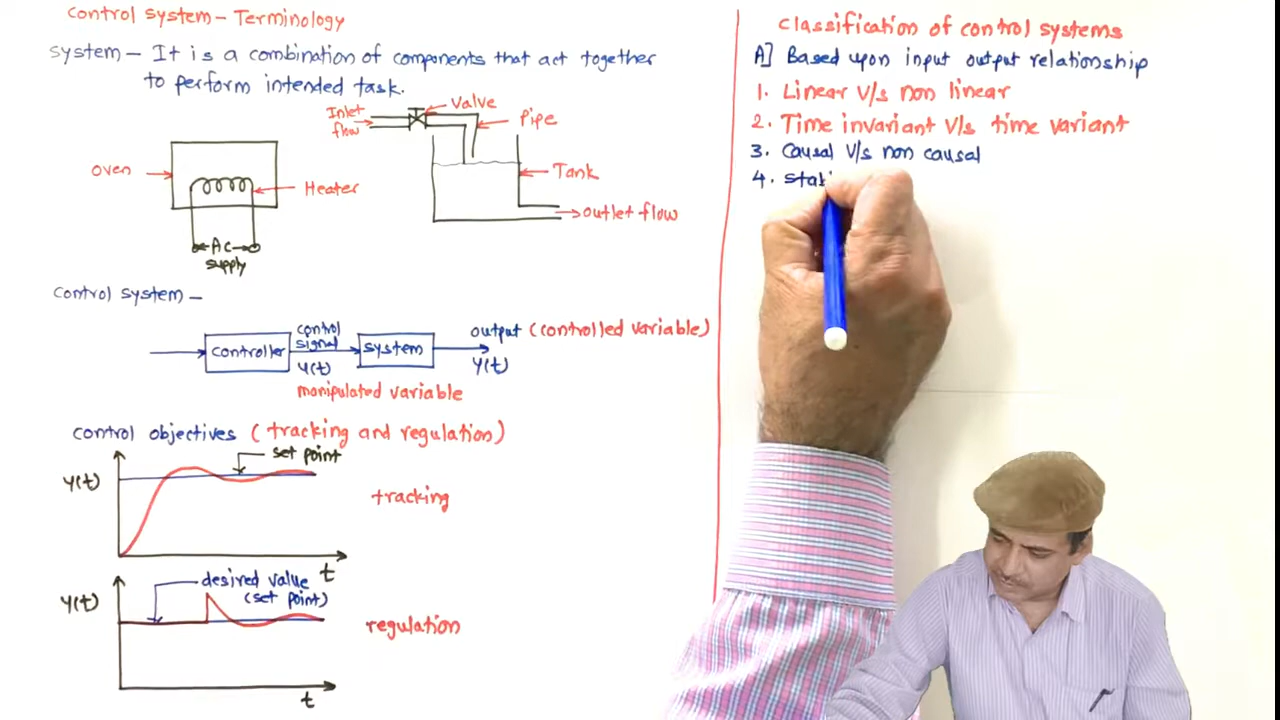 control system - Terminology
system - It is a combination of components that act together
to perform intended task.
Inlet
flow
valve
pipe
oven
Heater
Tank
outlet flow
AC
supply
control system -
controller
control
signal
y(t)
system
output (controlled variable)
y(t)
manipulated variable
control objectives (tracking and regulation)
set point
y(t)
tracking
t
desired value
(set point)
y(t)
regulation
t
classification of control systems
A] Based upon input output relationship
1. Linear v/s non linear
2. Time invariant v/s time variant
3. Causal v/s non causal
4.